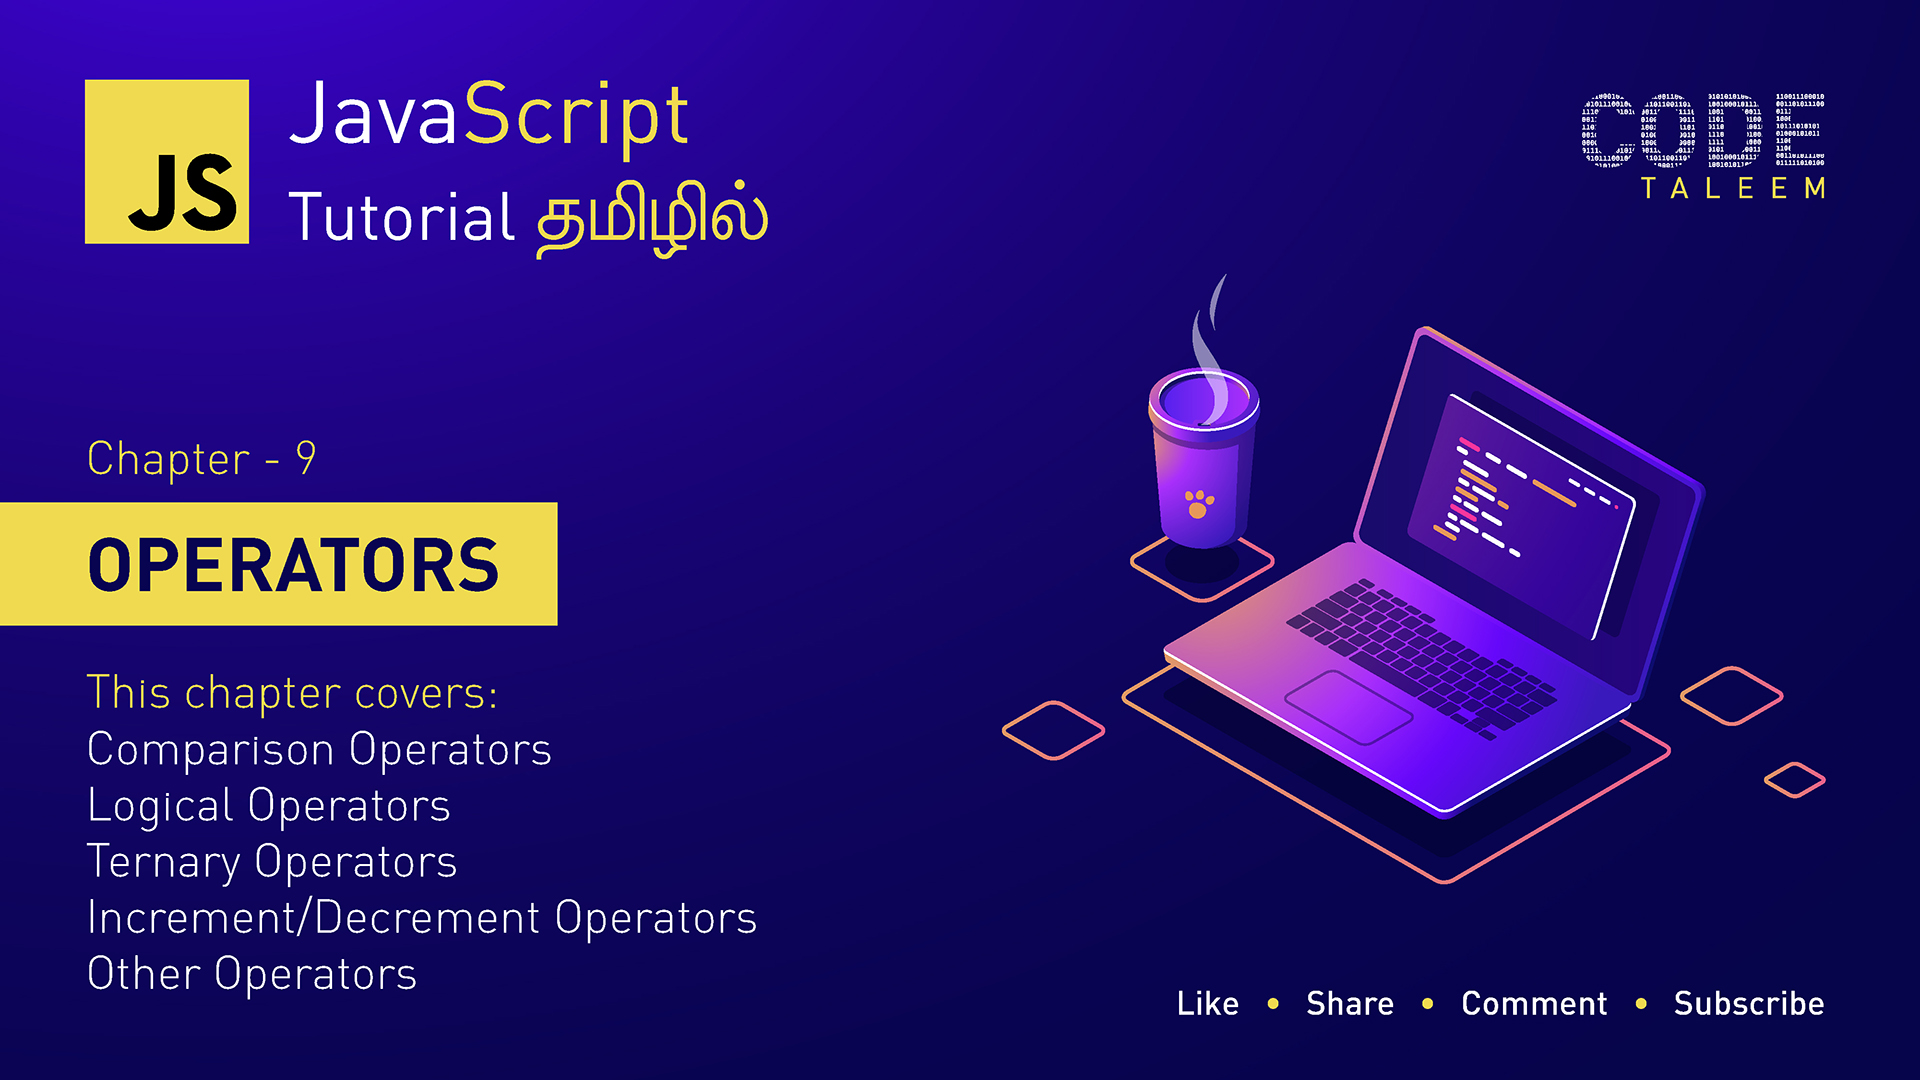 JS
JavaScript
Tutorial தமிழில்
CODE
TALEEM
Chapter - 9
OPERATORS
This chapter covers:
Comparison Operators
Logical Operators
Ternary Operators
Increment/Decrement Operators
Other Operators
Like • Share • Comment • Subscribe